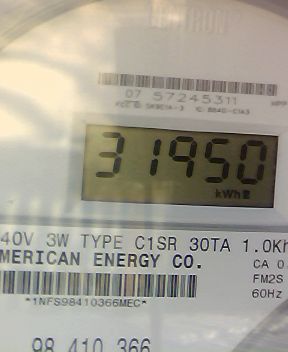 07 57245311
31950
kWh
40V 3W TYPE C1SR 30TA 1.0Kh
MERICAN ENERGY CO.
CA 0.
FM2S
60Hz
*1NFS98410366MEC*
98 410 366